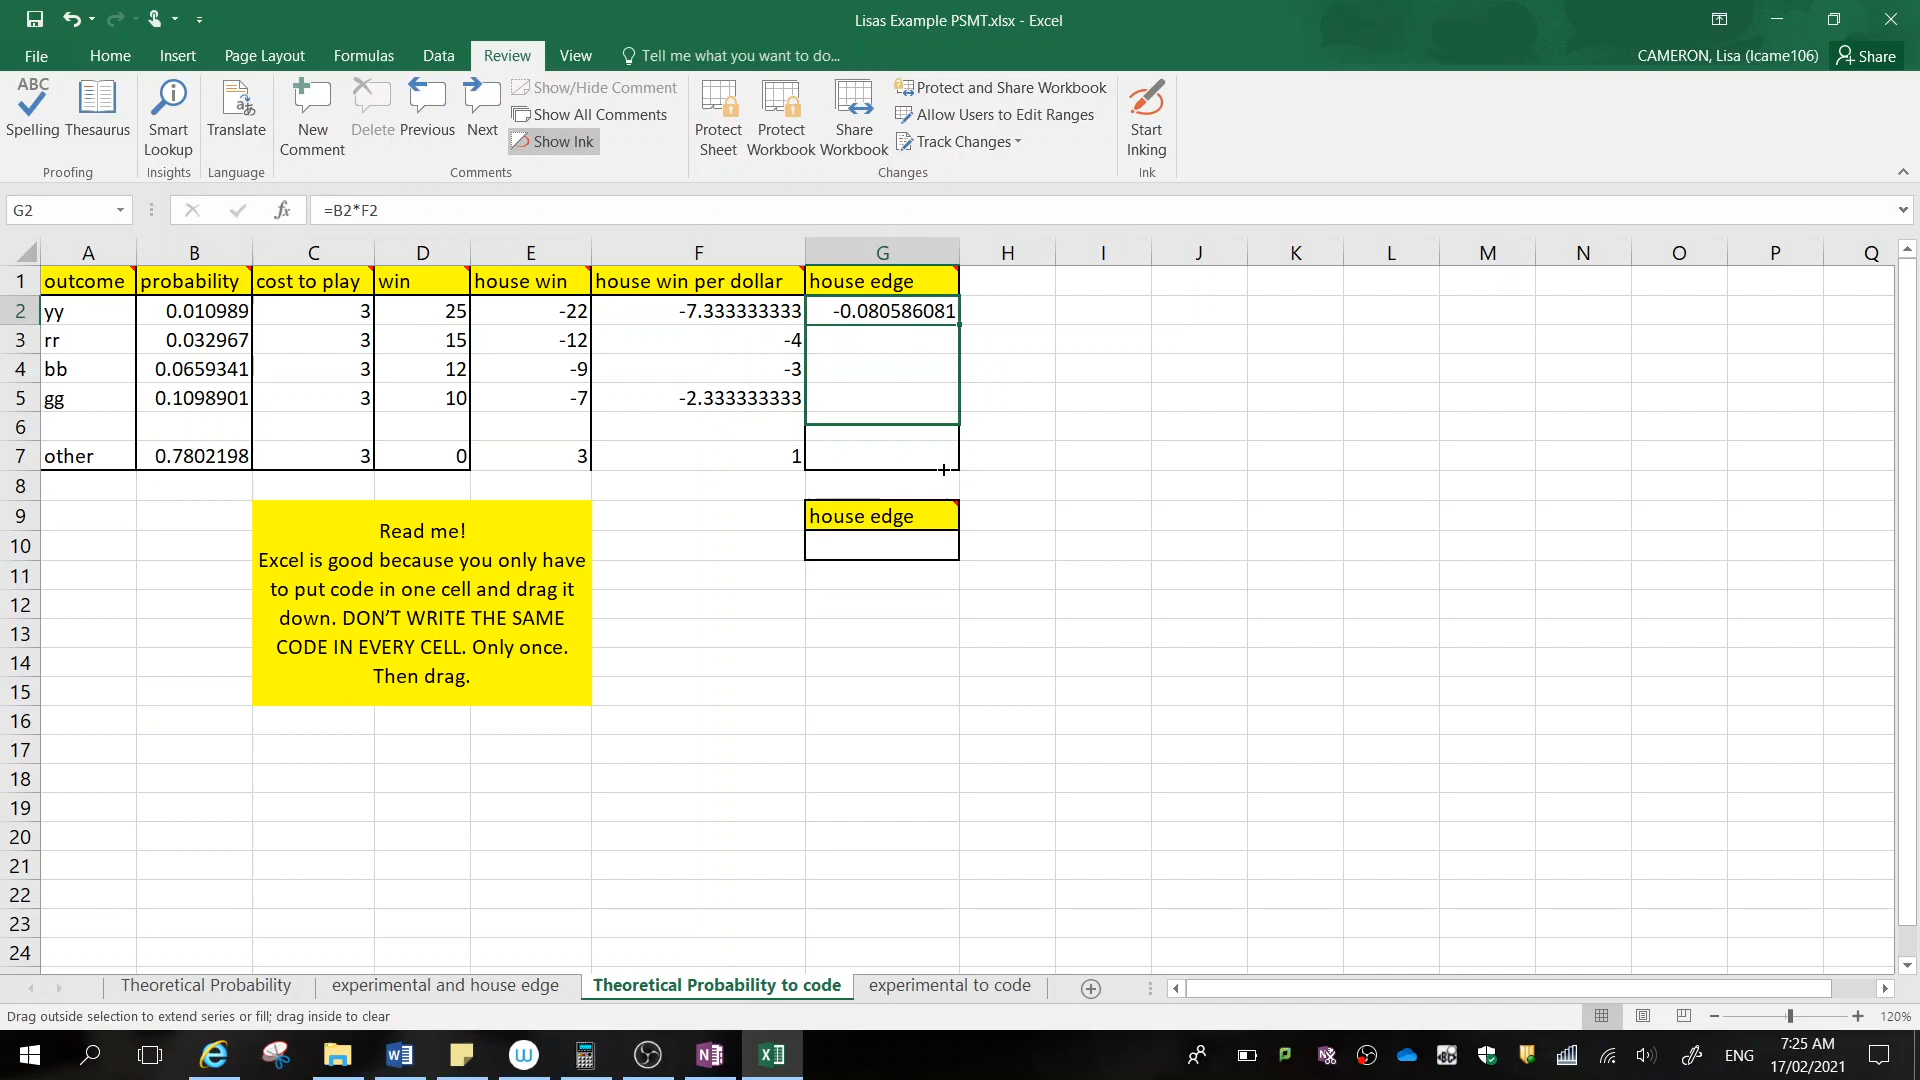 Lisas Example PSMT.xlsx - Excel
File Home Insert Page Layout Formulas Data Review View Tell me what you want to do... CAMERON, Lisa (lcame106) Share
ABC
Spelling Thesaurus Smart Lookup Translate New Comment Delete Previous Next
Show/Hide Comment
Show All Comments
Show Ink
Protect Sheet Protect Workbook Share Workbook
Protect and Share Workbook
Allow Users to Edit Ranges
Track Changes
Start Inking
Proofing Insights Language Comments Changes Ink
G2 fx =B2*F2
A B C D E F G H I J K L M N O P Q
1 outcome probability cost to play win house win house win per dollar house edge
2 yy 0.010989 3 25 -22 -7.333333333 -0.080586081
3 rr 0.032967 3 15 -12 -4
4 bb 0.0659341 3 12 -9 -3
5 gg 0.1098901 3 10 -7 -2.333333333
6
7 other 0.7802198 3 0 3 1
8
9 house edge
10
11
12
13
14
15
16
17
18
19
20
21
22
23
24
Read me!
Excel is good because you only have
to put code in one cell and drag it
down. DON'T WRITE THE SAME
CODE IN EVERY CELL. Only once.
Then drag.
Theoretical Probability experimental and house edge Theoretical Probability to code experimental to code
Drag outside selection to extend series or fill; drag inside to clear 120%
ENG 7:25 AM
17/02/2021